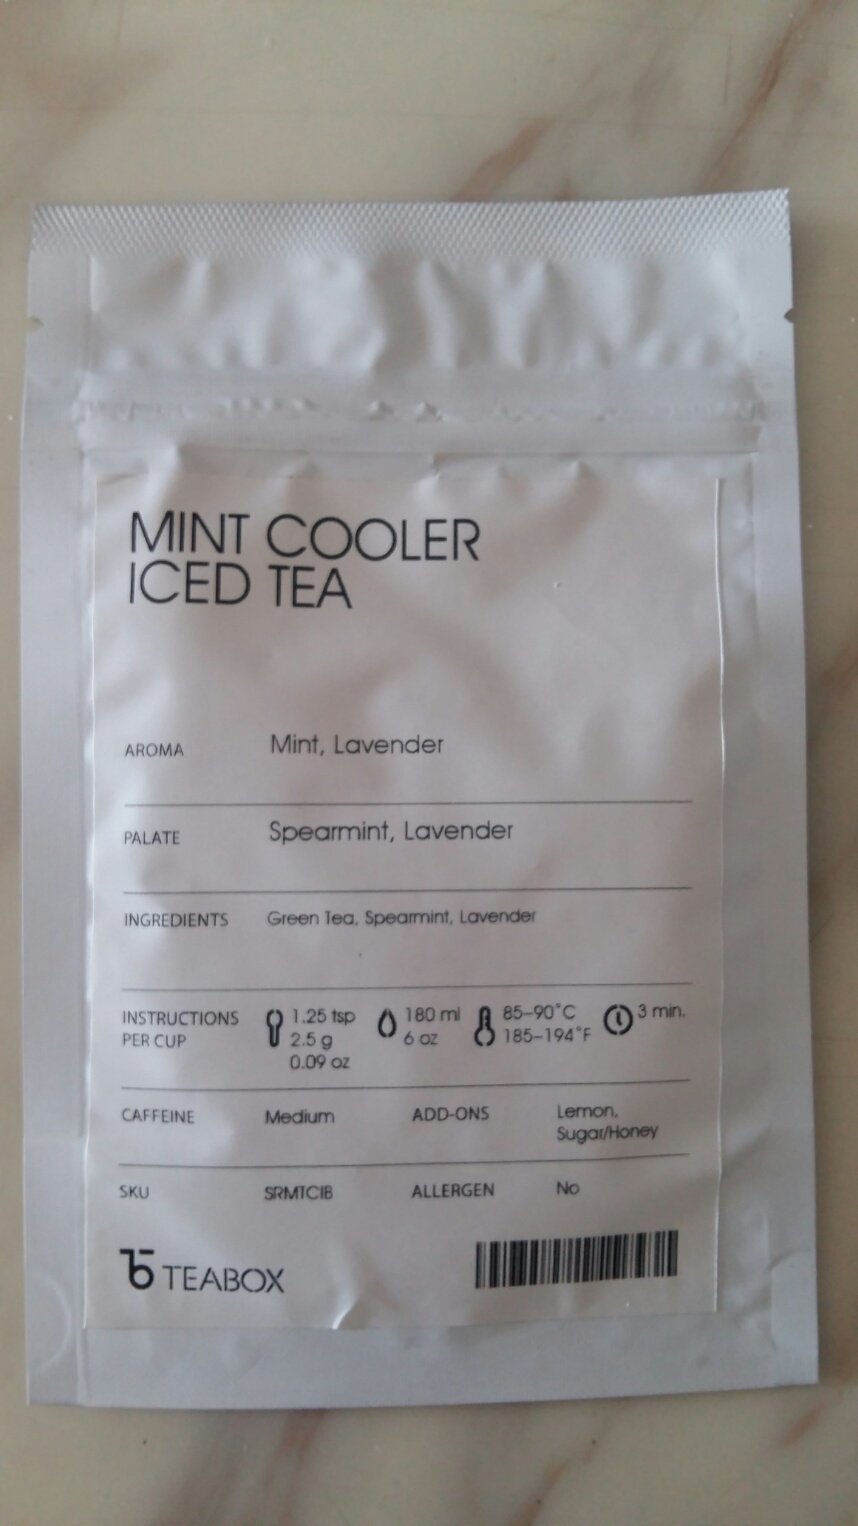 MINT COOLER
ICED TEA
AROMA Mint, Lavender
PALATE Spearmint, Lavender
INGREDIENTS Green Tea, Spearmint, Lavender
INSTRUCTIONS 1.25 tsp 180 ml 85–90°C 3 min.
PER CUP 2.5 g 6 oz 185–194°F
0.09 oz
CAFFEINE Medium ADD-ONS Lemon,
Sugar/Honey
SKU SRMTCIB ALLERGEN No
TEABOX